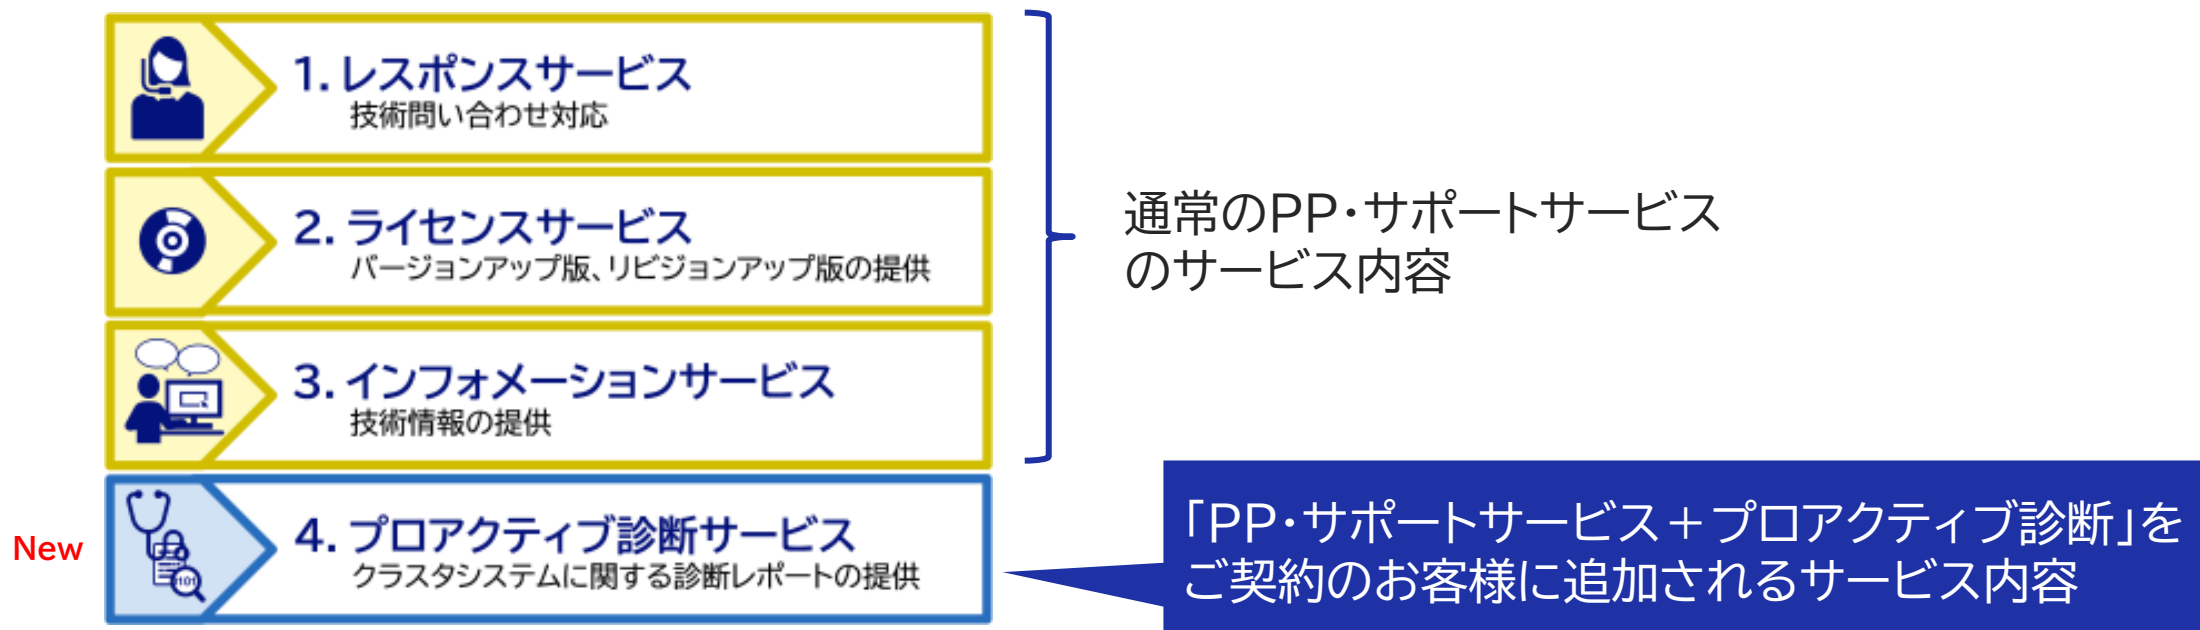 1. レスポンスサービス
技術問い合わせ対応
2. ライセンスサービス
バージョンアップ版、リビジョンアップ版の提供
3. インフォメーションサービス
技術情報の提供
通常のPP・サポートサービス
のサービス内容
New
4. プロアクティブ診断サービス
クラスタシステムに関する診断レポートの提供
「PP・サポートサービス＋プロアクティブ診断」を
ご契約のお客様に追加されるサービス内容